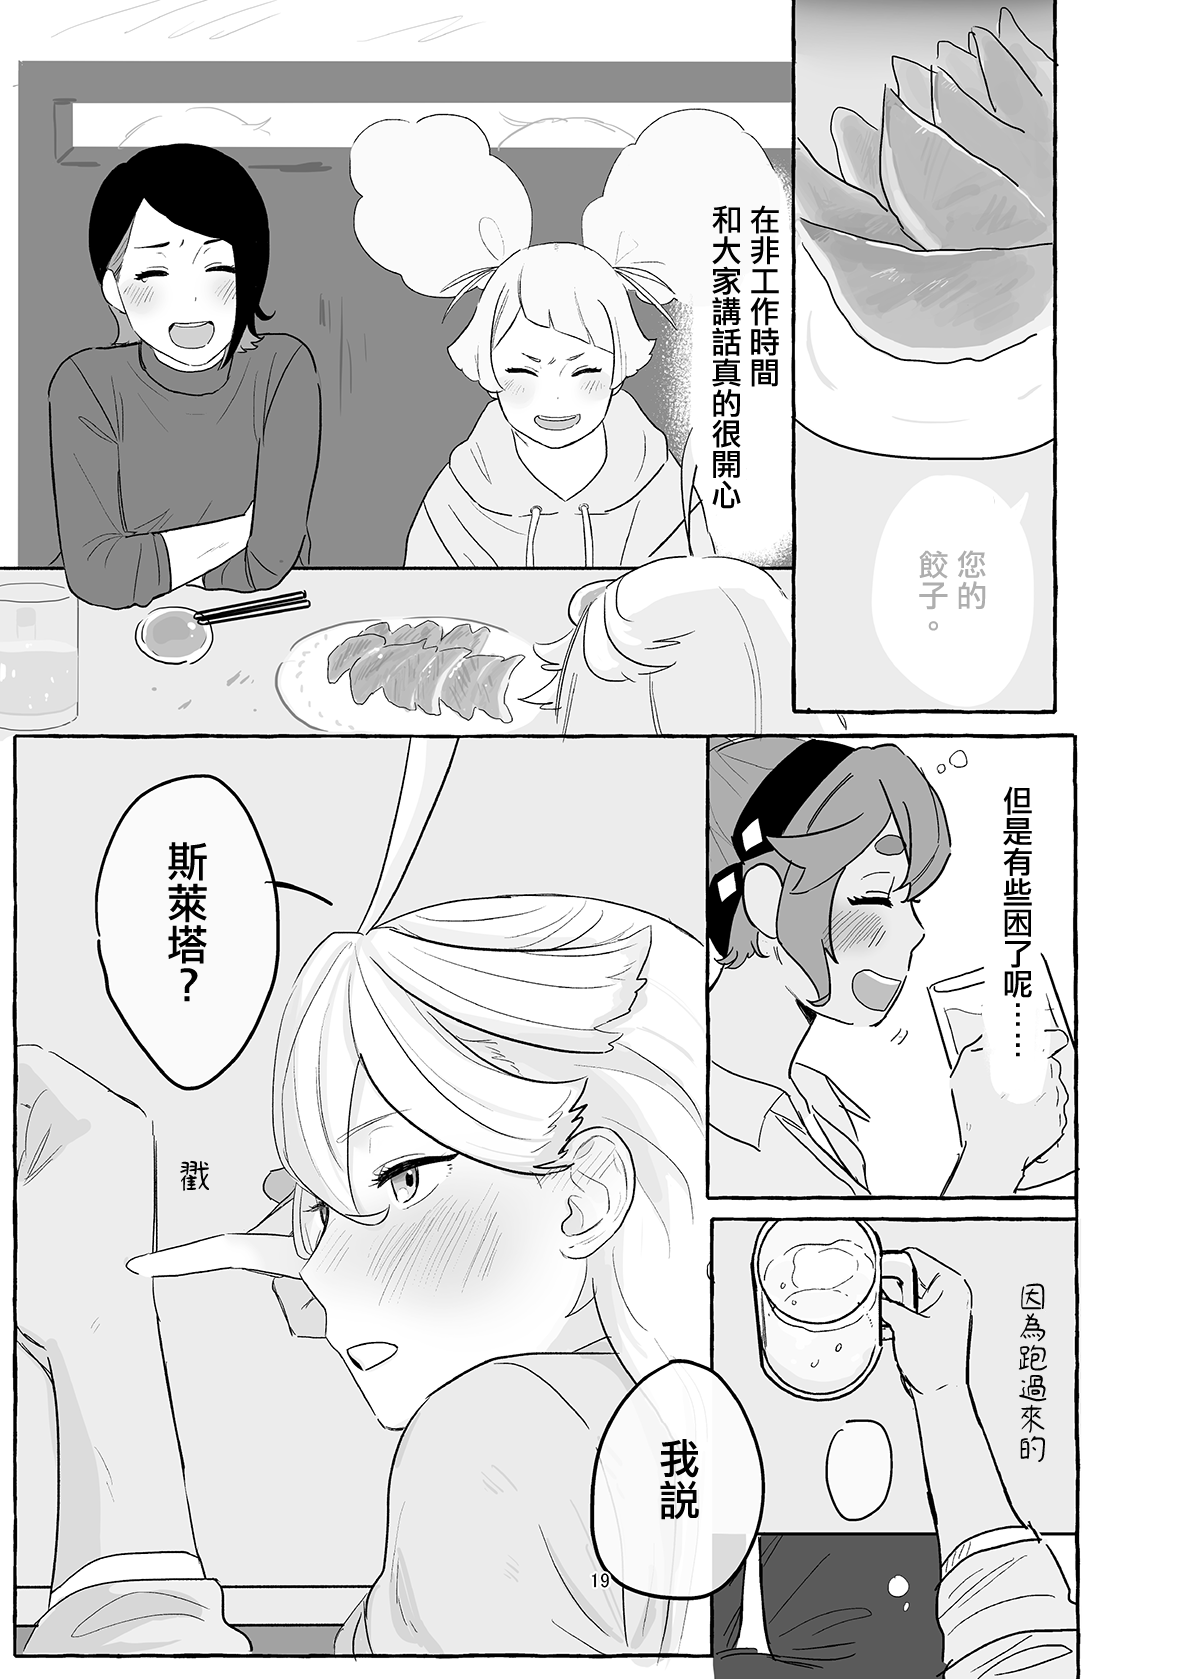 您的
餃子。
在非工作時間
和大家講話真的很開心
但是有些困了呢⋯⋯
因為跑過來的
我説
斯萊塔？
戳
19